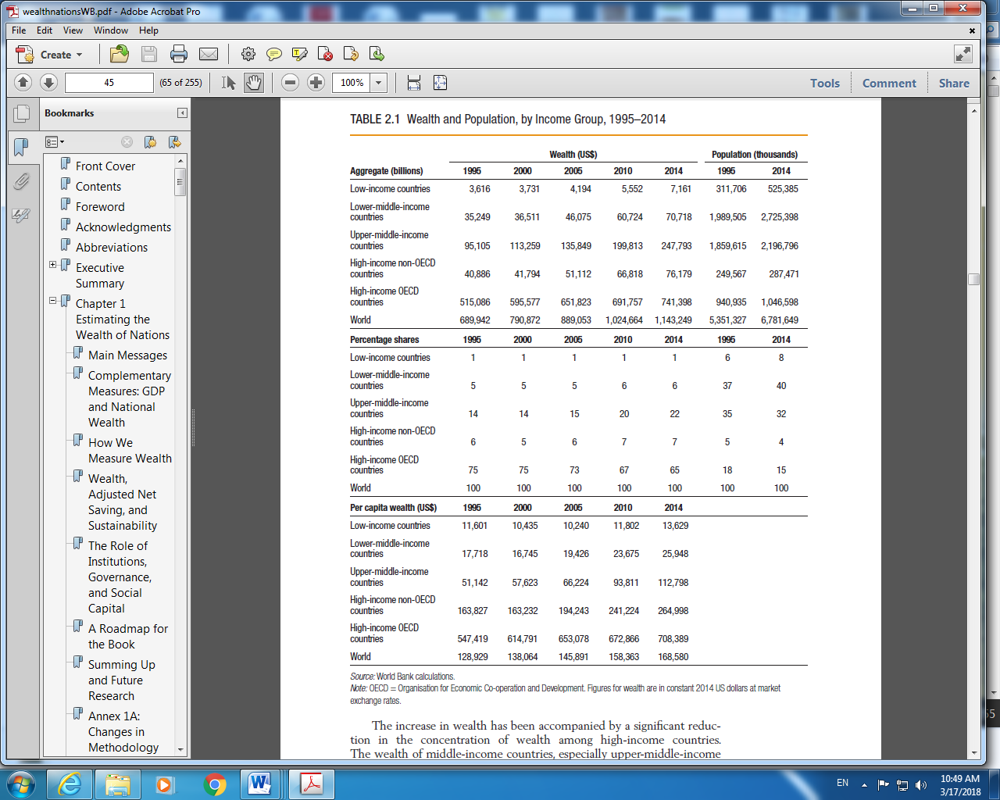 wealthnationsWB.pdf - Adobe Acrobat Pro
File Edit View Window Help
Create
45 (65 of 255) 100% Tools Comment Share
Bookmarks
Front Cover
Contents
Foreword
Acknowledgments
Abbreviations
Executive
Summary
Chapter 1
Estimating the
Wealth of Nations
Main Messages
Complementary
Measures: GDP
and National
Wealth
How We
Measure Wealth
Wealth,
Adjusted Net
Saving, and
Sustainability
The Role of
Institutions,
Governance,
and Social
Capital
A Roadmap for
the Book
Summing Up
and Future
Research
Annex 1A:
Changes in
Methodology
TABLE 2.1 Wealth and Population, by Income Group, 1995–2014
Wealth (US$) Population (thousands)
Aggregate (billions) 1995 2000 2005 2010 2014 1995 2014
Low-income countries 3,616 3,731 4,194 5,552 7,161 311,706 525,385
Lower-middle-income
countries 35,249 36,511 46,075 60,724 70,718 1,989,505 2,725,398
Upper-middle-income
countries 95,105 113,259 135,849 199,813 247,793 1,859,615 2,196,796
High-income non-OECD
countries 40,886 41,794 51,112 66,818 76,179 249,567 287,471
High-income OECD
countries 515,086 595,577 651,823 691,757 741,398 940,935 1,046,598
World 689,942 790,872 889,053 1,024,664 1,143,249 5,351,327 6,781,649
Percentage shares 1995 2000 2005 2010 2014 1995 2014
Low-income countries 1 1 1 1 1 6 8
Lower-middle-income
countries 5 5 5 6 6 37 40
Upper-middle-income
countries 14 14 15 20 22 35 32
High-income non-OECD
countries 6 5 6 7 7 5 4
High-income OECD
countries 75 75 73 67 65 18 15
World 100 100 100 100 100 100 100
Per capita wealth (US$) 1995 2000 2005 2010 2014
Low-income countries 11,601 10,435 10,240 11,802 13,629
Lower-middle-income
countries 17,718 16,745 19,426 23,675 25,948
Upper-middle-income
countries 51,142 57,623 66,224 93,811 112,798
High-income non-OECD
countries 163,827 163,232 194,243 241,224 264,998
High-income OECD
countries 547,419 614,791 653,078 672,866 708,389
World 128,929 138,064 145,891 158,363 168,580
Source: World Bank calculations.
Note: OECD = Organisation for Economic Co-operation and Development. Figures for wealth are in constant 2014 US dollars at market
exchange rates.
The increase in wealth has been accompanied by a significant reduc-
tion in the concentration of wealth among high-income countries.
The wealth of middle-income countries, especially upper-middle-income
EN
10:49 AM
3/17/2018